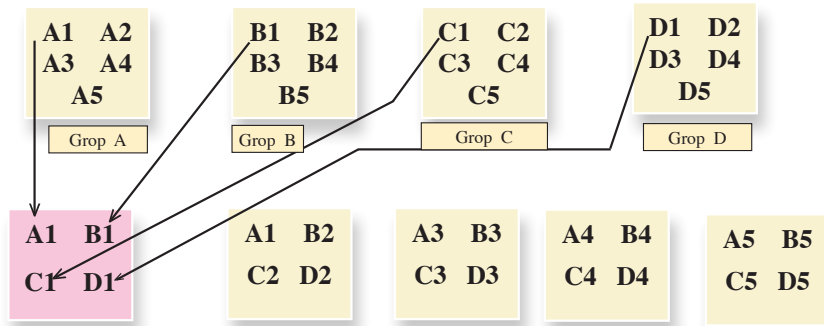 A1 A2
A3 A4
A5
Grop A
B1 B2
B3 B4
B5
Grop B
C1 C2
C3 C4
C5
Grop C
D1 D2
D3 D4
D5
Grop D
A1 B1
C1 D1
A1 B2
C2 D2
A3 B3
C3 D3
A4 B4
C4 D4
A5 B5
C5 D5